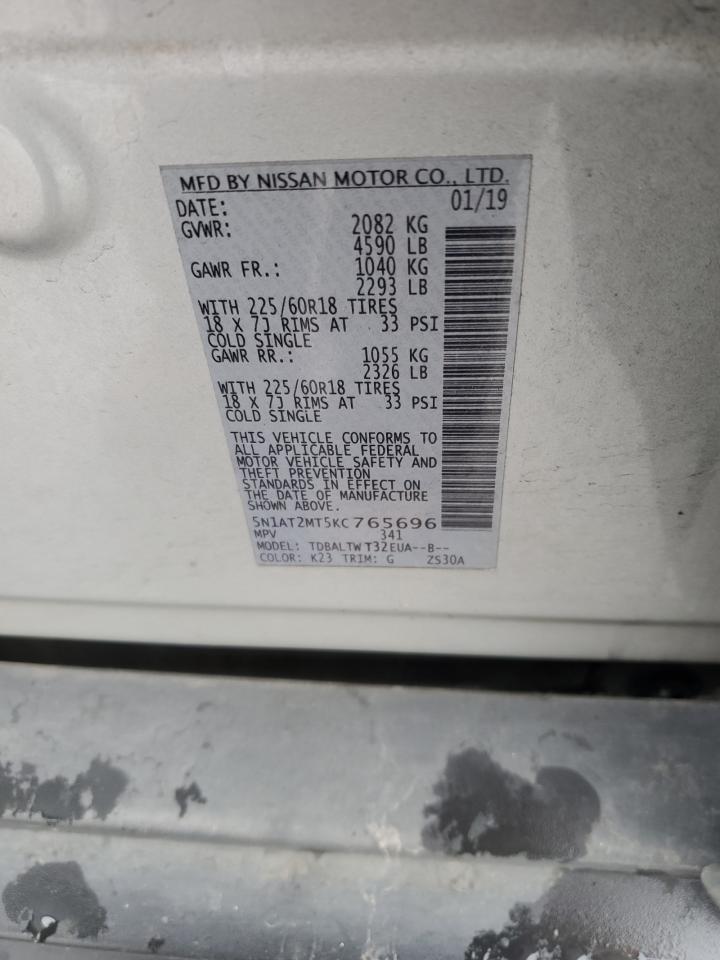 MFD BY NISSAN MOTOR CO., LTD.
DATE: 01/19
GVWR: 2082 KG
4590 LB
GAWR FR.: 1040 KG
2293 LB
WITH 225/60R18 TIRES
18 X 7J RIMS AT 33 PSI
COLD SINGLE
GAWR RR.: 1055 KG
2326 LB
WITH 225/60R18 TIRES
18 X 7J RIMS AT 33 PSI
COLD SINGLE
THIS VEHICLE CONFORMS TO
ALL APPLICABLE FEDERAL
MOTOR VEHICLE SAFETY AND
THEFT PREVENTION
STANDARDS IN EFFECT ON
THE DATE OF MANUFACTURE
SHOWN ABOVE.
5N1AT2MT5KC765696
MPV 341
MODEL: TDBALTW T32EUA--B--
COLOR: K23 TRIM: G ZS30A